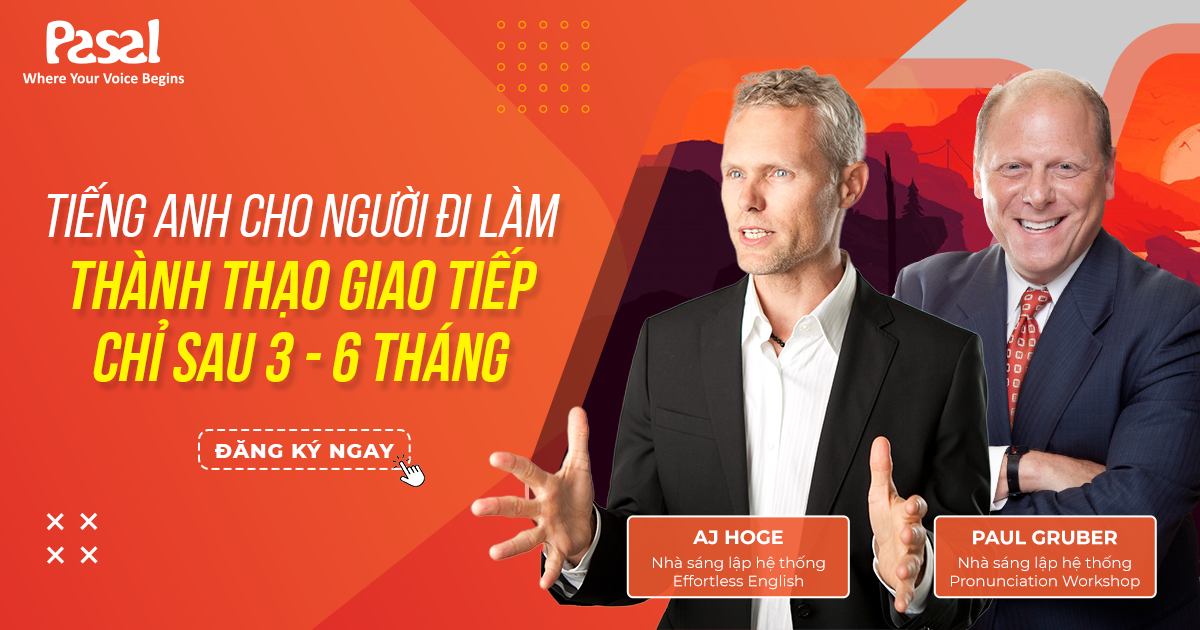 Pasal
Where Your Voice Begins
TIẾNG ANH CHO NGƯỜI ĐI LÀM
THÀNH THẠO GIAO TIẾP
CHỈ SAU 3 - 6 THÁNG
ĐĂNG KÝ NGAY
AJ HOGE
Nhà sáng lập hệ thống
Effortless English
PAUL GRUBER
Nhà sáng lập hệ thống
Pronunciation Workshop